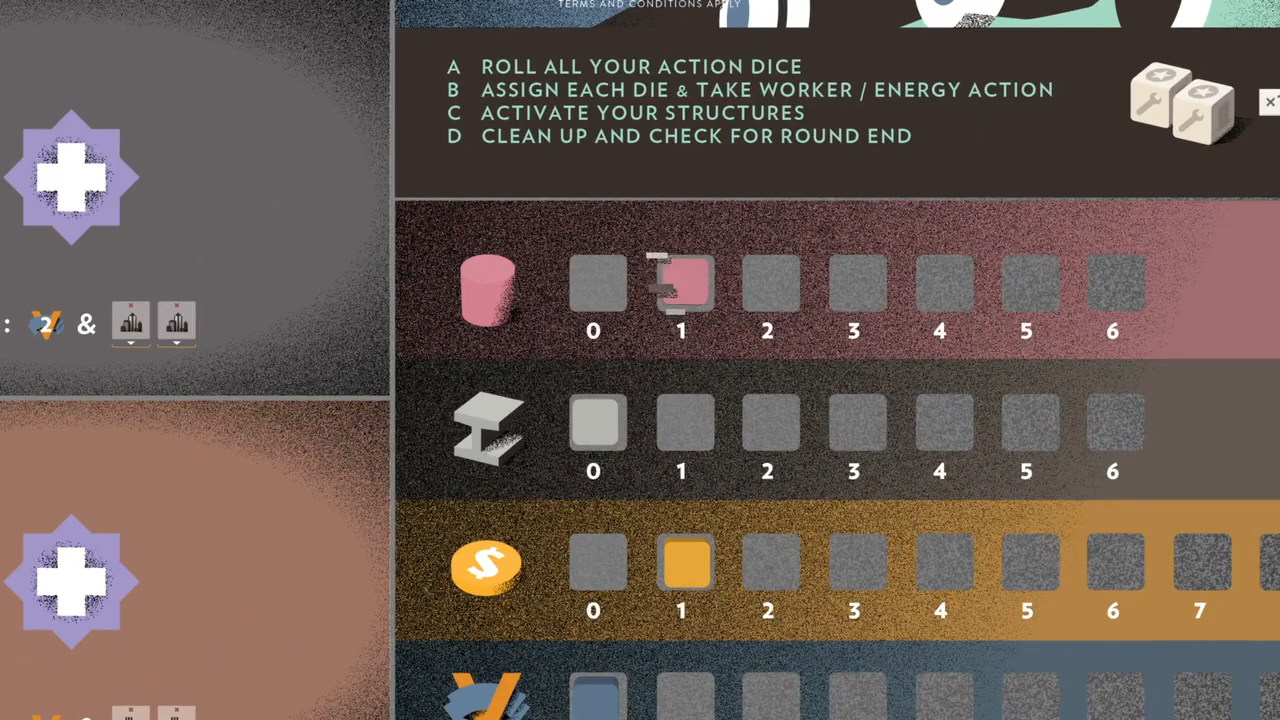 TERMS AND CONDITIONS APPLY
A ROLL ALL YOUR ACTION DICE
B ASSIGN EACH DIE & TAKE WORKER / ENERGY ACTION
C ACTIVATE YOUR STRUCTURES
D CLEAN UP AND CHECK FOR ROUND END
×
: 2 &
0 1 2 3 4 5 6
0 1 2 3 4 5 6
$
0 1 2 3 4 5 6 7